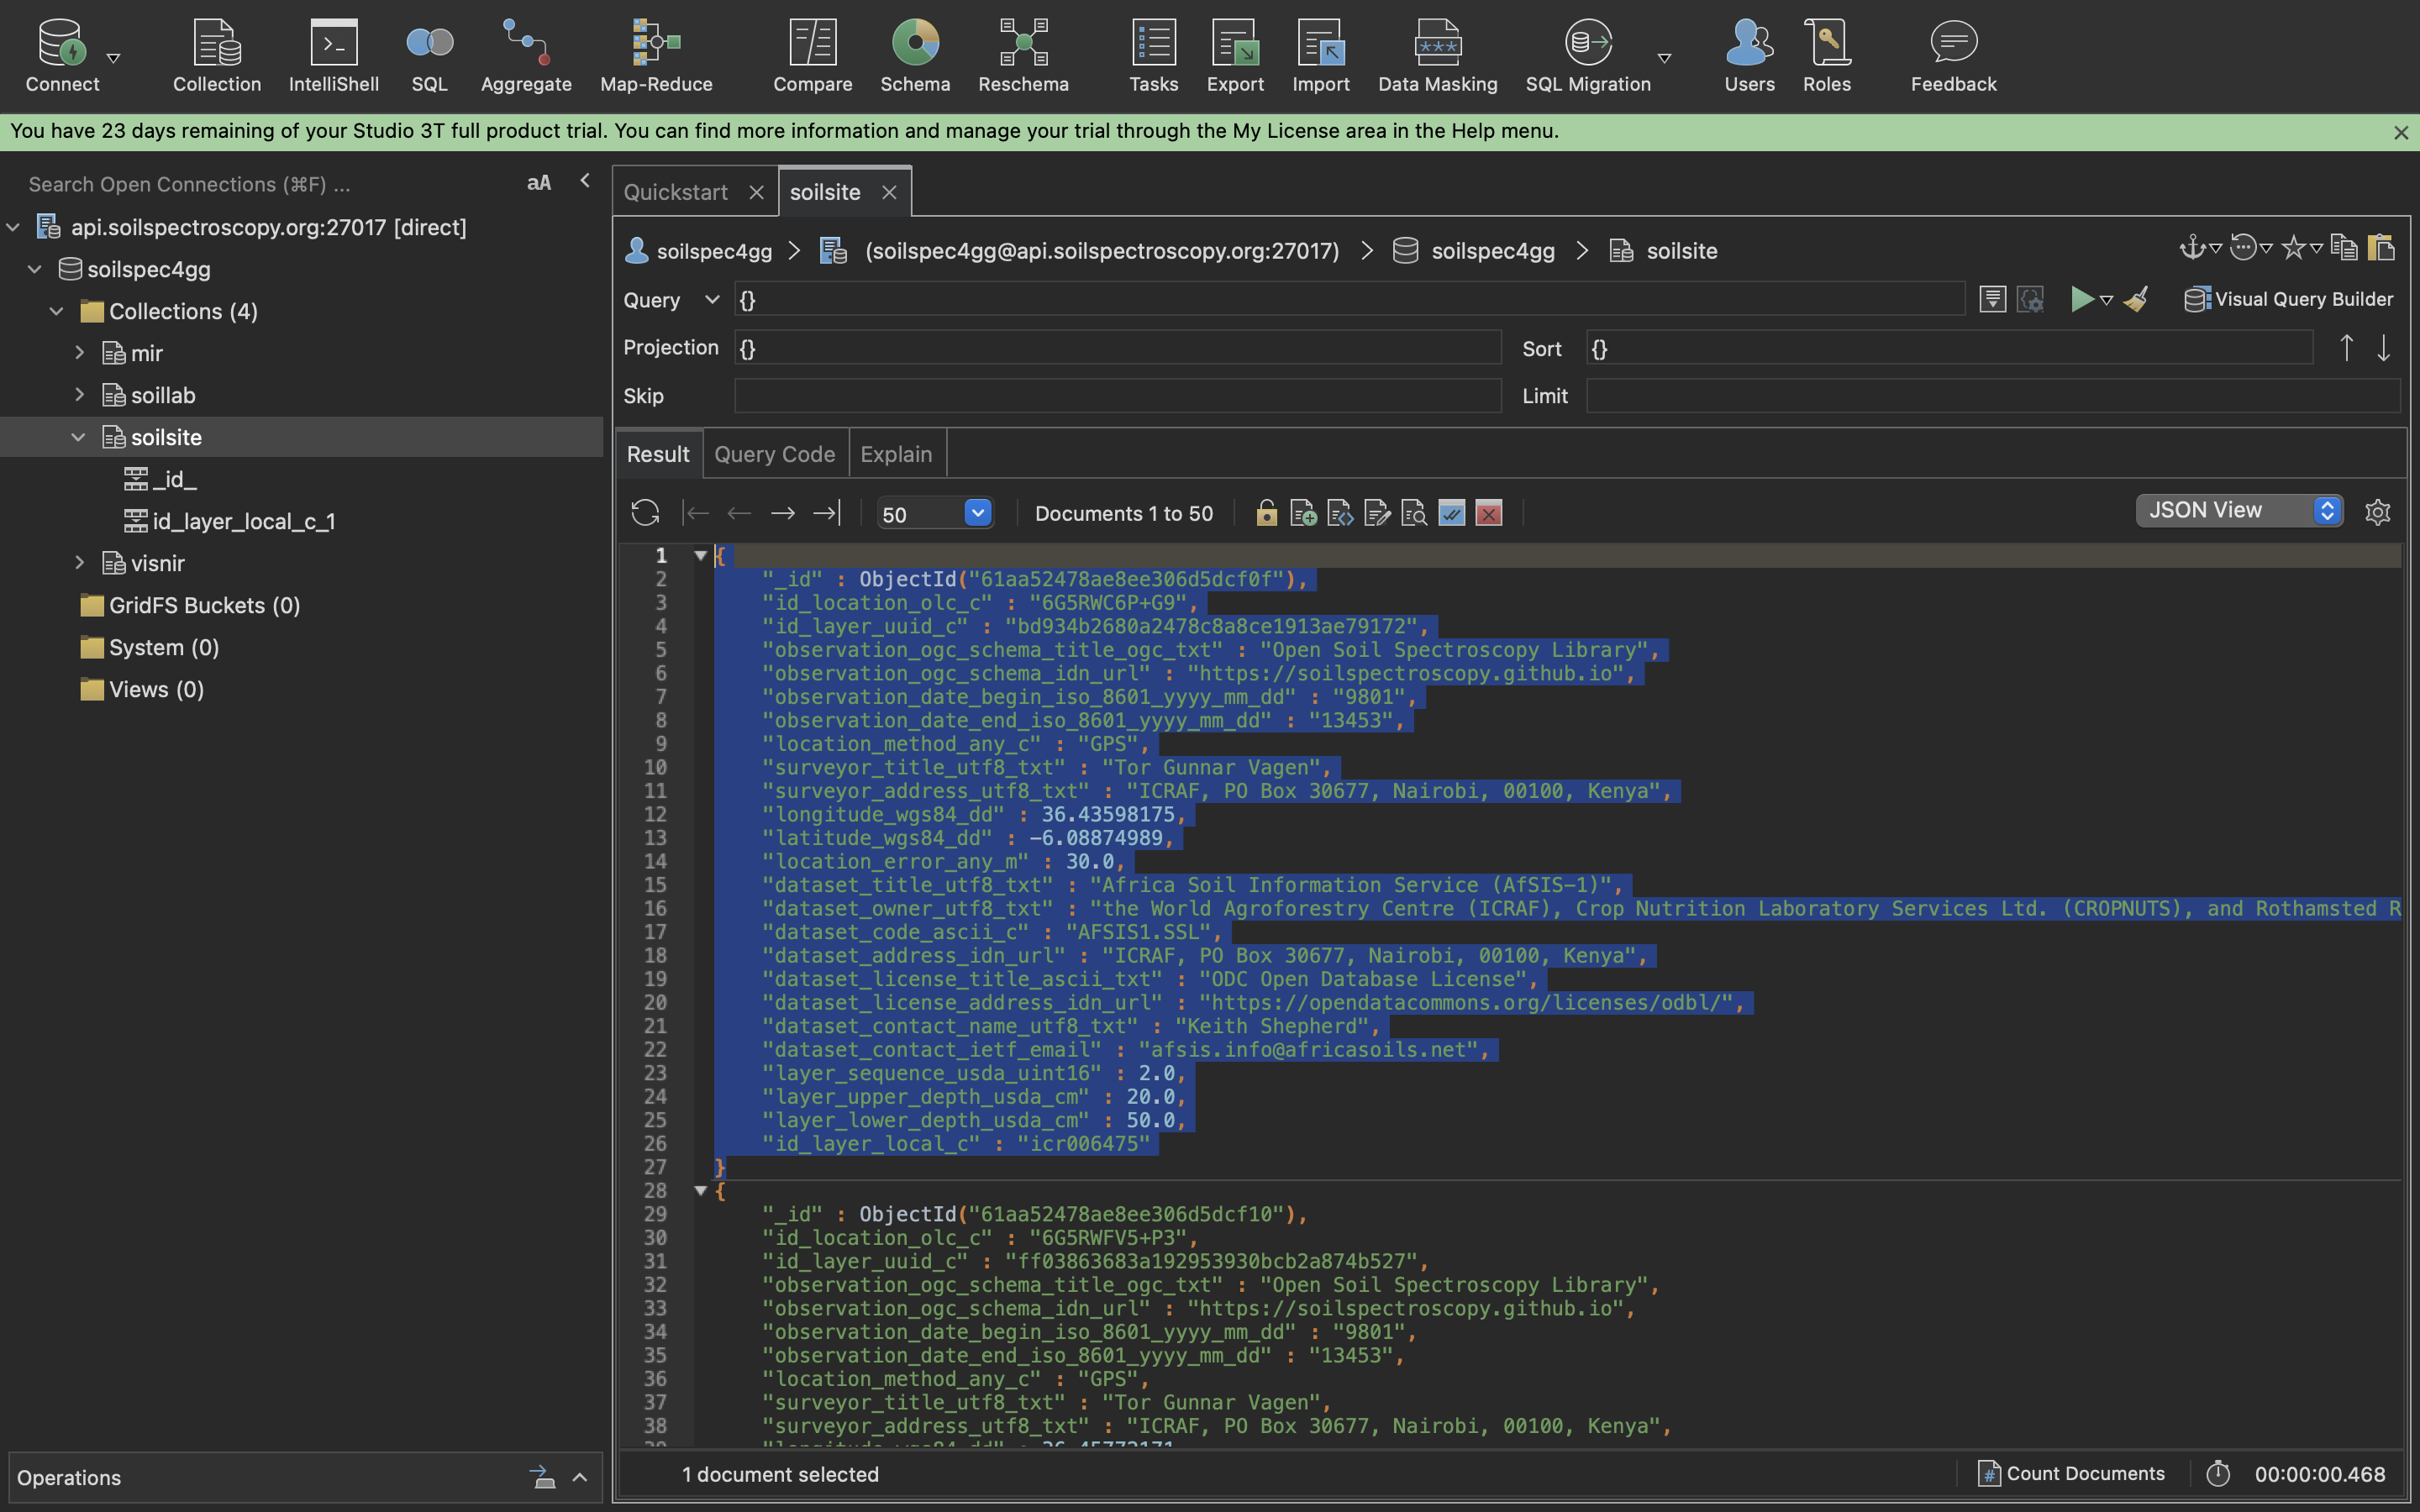 Connect
Collection
IntelliShell
SQL
Aggregate
Map-Reduce
Compare
Schema
Reschema
Tasks
Export
Import
Data Masking
SQL Migration
Users
Roles
Feedback
You have 23 days remaining of your Studio 3T full product trial. You can find more information and manage your trial through the My License area in the Help menu.
Search Open Connections (⌘F) ...
aA
api.soilspectroscopy.org:27017 [direct]
soilspec4gg
Collections (4)
mir
soillab
soilsite
_id_
id_layer_local_c_1
visnir
GridFS Buckets (0)
System (0)
Views (0)
Operations
Quickstart
soilsite
soilspec4gg
(soilspec4gg@api.soilspectroscopy.org:27017)
soilspec4gg
soilsite
Query {}
Visual Query Builder
Projection {}
Sort {}
Skip
Limit
Result
Query Code
Explain
50
Documents 1 to 50
JSON View
1 {
2 "_id" : ObjectId("61aa52478ae8ee306d5dcf0f"),
3 "id_location_olc_c" : "6G5RWC6P+G9",
4 "id_layer_uuid_c" : "bd934b2680a2478c8a8ce1913ae79172",
5 "observation_ogc_schema_title_ogc_txt" : "Open Soil Spectroscopy Library",
6 "observation_ogc_schema_idn_url" : "https://soilspectroscopy.github.io",
7 "observation_date_begin_iso_8601_yyyy_mm_dd" : "9801",
8 "observation_date_end_iso_8601_yyyy_mm_dd" : "13453",
9 "location_method_any_c" : "GPS",
10 "surveyor_title_utf8_txt" : "Tor Gunnar Vagen",
11 "surveyor_address_utf8_txt" : "ICRAF, PO Box 30677, Nairobi, 00100, Kenya",
12 "longitude_wgs84_dd" : 36.43598175,
13 "latitude_wgs84_dd" : -6.08874989,
14 "location_error_any_m" : 30.0,
15 "dataset_title_utf8_txt" : "Africa Soil Information Service (AfSIS-1)",
16 "dataset_owner_utf8_txt" : "the World Agroforestry Centre (ICRAF), Crop Nutrition Laboratory Services Ltd. (CROPNUTS), and Rothamsted R
17 "dataset_code_ascii_c" : "AFSIS1.SSL",
18 "dataset_address_idn_url" : "ICRAF, PO Box 30677, Nairobi, 00100, Kenya",
19 "dataset_license_title_ascii_txt" : "ODC Open Database License",
20 "dataset_license_address_idn_url" : "https://opendatacommons.org/licenses/odbl/",
21 "dataset_contact_name_utf8_txt" : "Keith Shepherd",
22 "dataset_contact_ietf_email" : "afsis.info@africasoils.net",
23 "layer_sequence_usda_uint16" : 2.0,
24 "layer_upper_depth_usda_cm" : 20.0,
25 "layer_lower_depth_usda_cm" : 50.0,
26 "id_layer_local_c" : "icr006475"
27 }
28 {
29 "_id" : ObjectId("61aa52478ae8ee306d5dcf10"),
30 "id_location_olc_c" : "6G5RWFV5+P3",
31 "id_layer_uuid_c" : "ff03863683a192953930bcb2a874b527",
32 "observation_ogc_schema_title_ogc_txt" : "Open Soil Spectroscopy Library",
33 "observation_ogc_schema_idn_url" : "https://soilspectroscopy.github.io",
34 "observation_date_begin_iso_8601_yyyy_mm_dd" : "9801",
35 "observation_date_end_iso_8601_yyyy_mm_dd" : "13453",
36 "location_method_any_c" : "GPS",
37 "surveyor_title_utf8_txt" : "Tor Gunnar Vagen",
38 "surveyor_address_utf8_txt" : "ICRAF, PO Box 30677, Nairobi, 00100, Kenya",
1 document selected
Count Documents
00:00:00.468